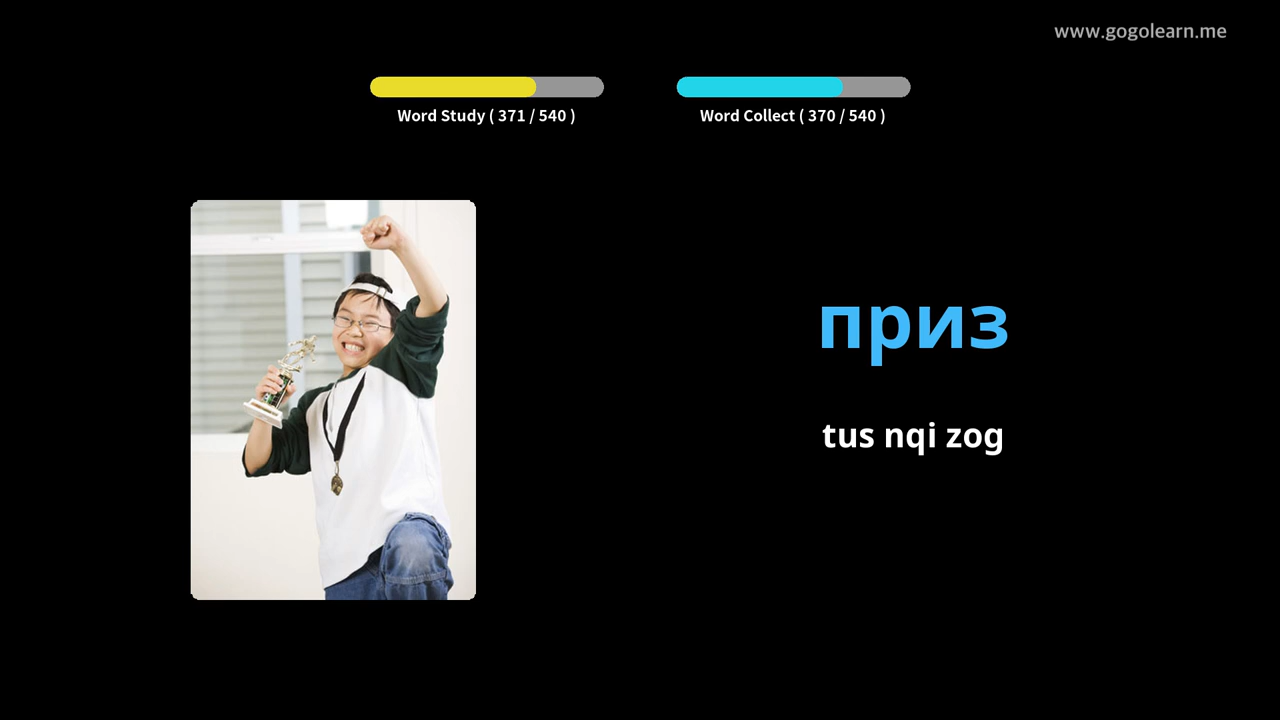 www.gogolearn.me
Word Study ( 371 / 540 )
Word Collect ( 370 / 540 )
приз
tus nqi zog